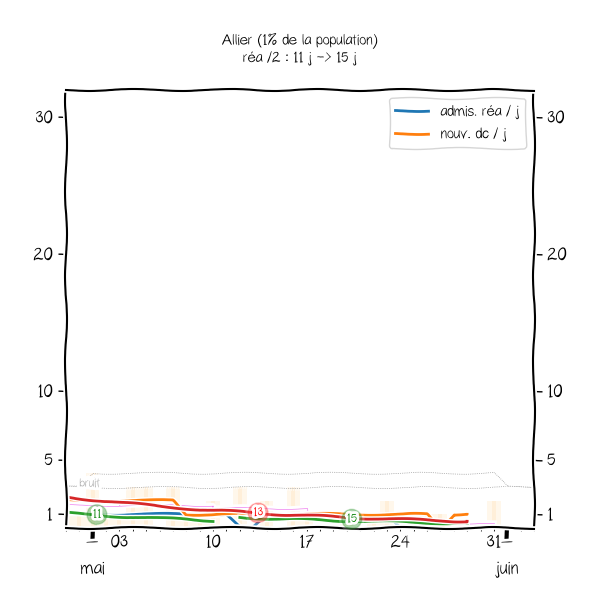 Allier (1% de la population)
réa /2 : 11 j -> 15 j
admis. réa / j
nouv. dc / j
30
30
20
20
10
10
5
5
bruit
1
11
13
15
1
03
10
17
24
31
mai
juin